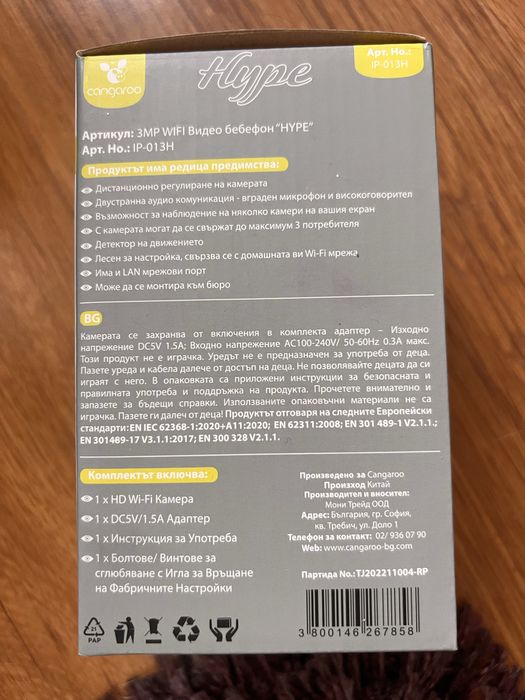 cangaroo
Hype
Арт. Но.:
IP-013H
Артикул: 3MP WIFI Видео бебефон "HYPE"
Арт. Но.: IP-013H
Продуктът има редица предимства:
Дистанционно регулиране на камерата
Двустранна аудио комуникация - вграден микрофон и високоговорител
Възможност за наблюдение на няколко камери на вашия екран
С камерата могат да се свържат до максимум 3 потребителя
Детектор на движението
Лесен за настройка, свързва се с домашната ви Wi-Fi мрежа
Има и LAN мрежови порт
Може да се монтира към бюро
BG
Камерата се захранва от включения в комплекта адаптер – Изходно
напрежение DC5V 1.5A; Входно напрежение AC100-240V/ 50-60Hz 0.3A макс.
Този продукт не е играчка. Уредът не е предназначен за употреба от деца.
Пазете уреда и кабела далече от достъп на деца. Не позволявайте децата да си
играят с него. В опаковката са приложени инструкции за безопасната и
правилната употреба и поддръжка на продукта. Прочетете внимателно и
запазете за бъдещи справки. Използваните опаковъчни материали не са
играчка. Пазете ги далеч от деца! Продуктът отговаря на следните Европейски
стандарти: EN IEC 62368-1:2020+A11:2020; EN 62311:2008; EN 301 489-1 V2.1.1.;
EN 301489-17 V3.1.1:2017; EN 300 328 V2.1.1.
Комплектът включва:
1 x HD Wi-Fi Камера
1 x DC5V/1.5A Адаптер
1 x Инструкция за Употреба
1 x Болтове/ Винтове за
сглобяване с Игла за Връщане
на Фабричните Настройки
Произведено за Cangaroo
Произход Китай
Производител и вносител:
Мони Трейд ООД
Адрес: България, гр. София,
кв. Требич, ул. Доло 1
Телефон за контакт: 02/ 936 07 90
Web: www.cangaroo-bg.com
Партида No.: TJ202211004-RP
21
PAP
3 800146 267858